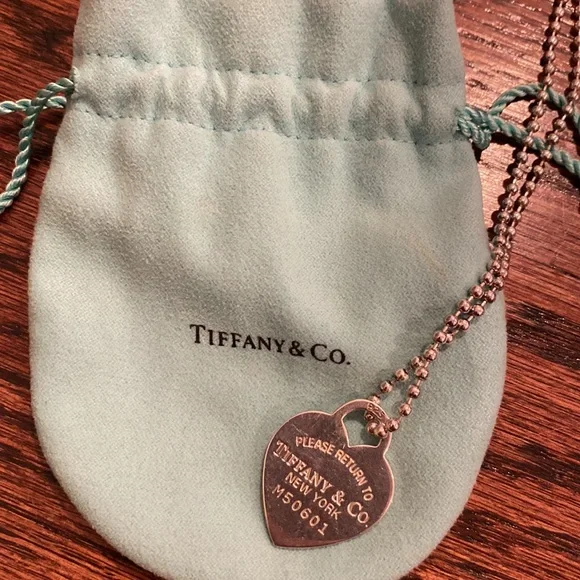 TIFFANY & CO.
PLEASE RETURN TO
TIFFANY & CO.
NEW YORK
M50601